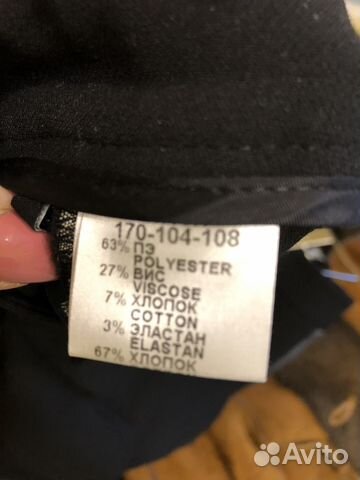 170-104-108
63% ПЭ
POLYESTER
27% ВИС
VISCOSE
7% ХЛОПОК
COTTON
3% ЭЛАСТАН
ELASTAN
67% ХЛОПОК
Avito